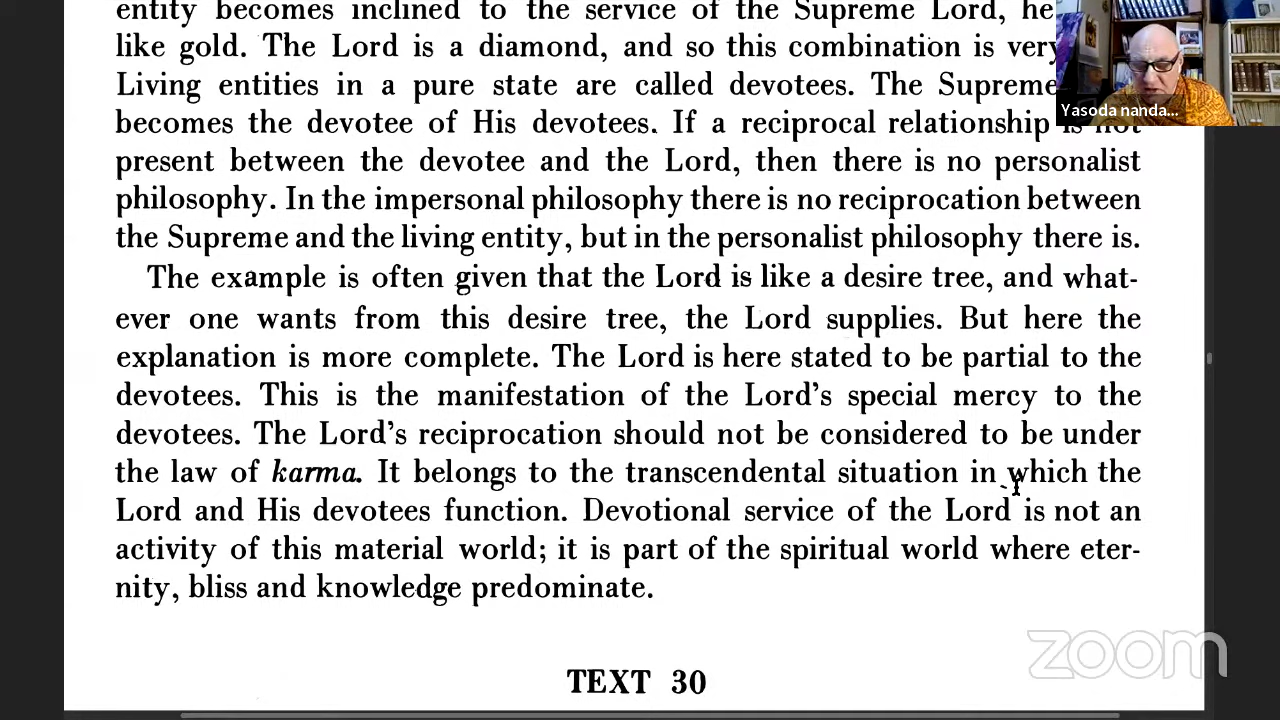 entity becomes inclined to the service of the Supreme Lord, he
like gold. The Lord is a diamond, and so this combination is very
Living entities in a pure state are called devotees. The Supreme
becomes the devotee of His devotees. If a reciprocal relationship is not
present between the devotee and the Lord, then there is no personalist
philosophy. In the impersonal philosophy there is no reciprocation between
the Supreme and the living entity, but in the personalist philosophy there is.
The example is often given that the Lord is like a desire tree, and what-
ever one wants from this desire tree, the Lord supplies. But here the
explanation is more complete. The Lord is here stated to be partial to the
devotees. This is the manifestation of the Lord's special mercy to the
devotees. The Lord's reciprocation should not be considered to be under
the law of karma. It belongs to the transcendental situation in which the
Lord and His devotees function. Devotional service of the Lord is not an
activity of this material world; it is part of the spiritual world where eter-
nity, bliss and knowledge predominate.
TEXT 30
Yasoda nanda...
zoom